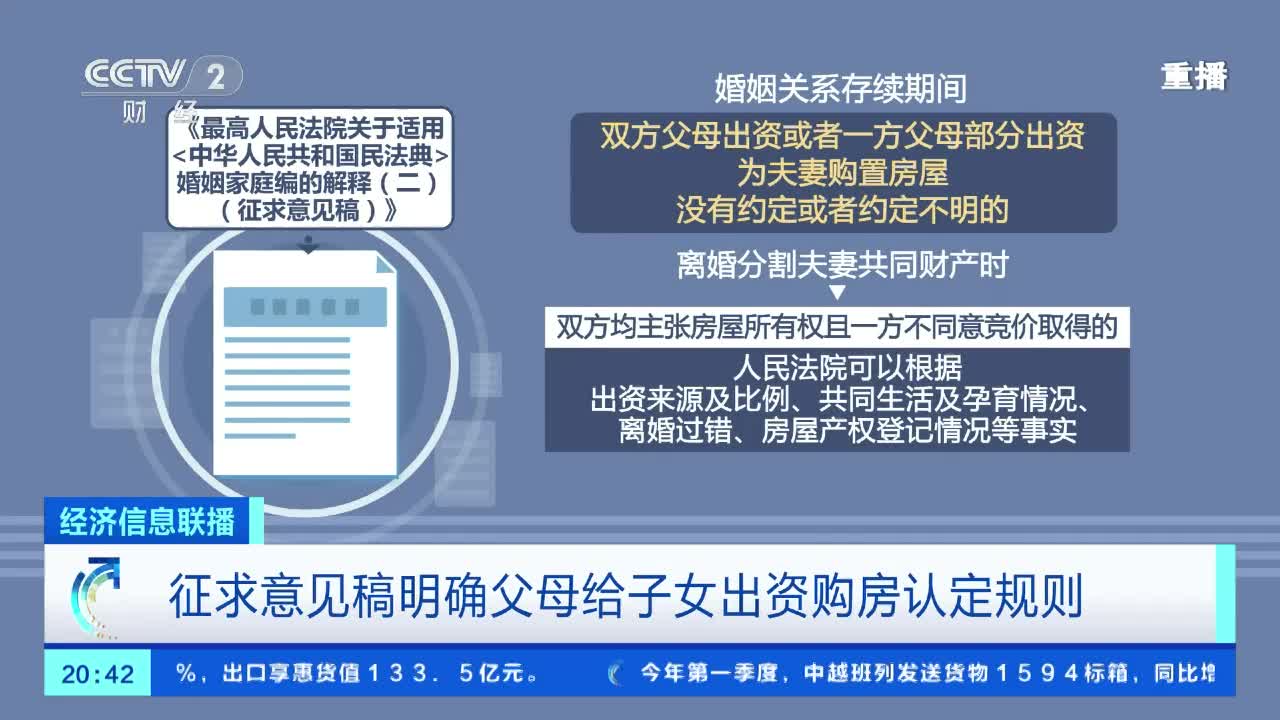 CCTV 2
财 经
重播
《最高人民法院关于适用
<中华人民共和国民法典>
婚姻家庭编的解释（二）
（征求意见稿）》
婚姻关系存续期间
双方父母出资或者一方父母部分出资
为夫妻购置房屋
没有约定或者约定不明的
离婚分割夫妻共同财产时
双方均主张房屋所有权且一方不同意竞价取得的
人民法院可以根据
出资来源及比例、共同生活及孕育情况、
离婚过错、房屋产权登记情况等事实
经济信息联播
征求意见稿明确父母给子女出资购房认定规则
20:42
%，出口享惠货值133．5亿元。 今年第一季度，中越班列发送货物1594标箱，同比增